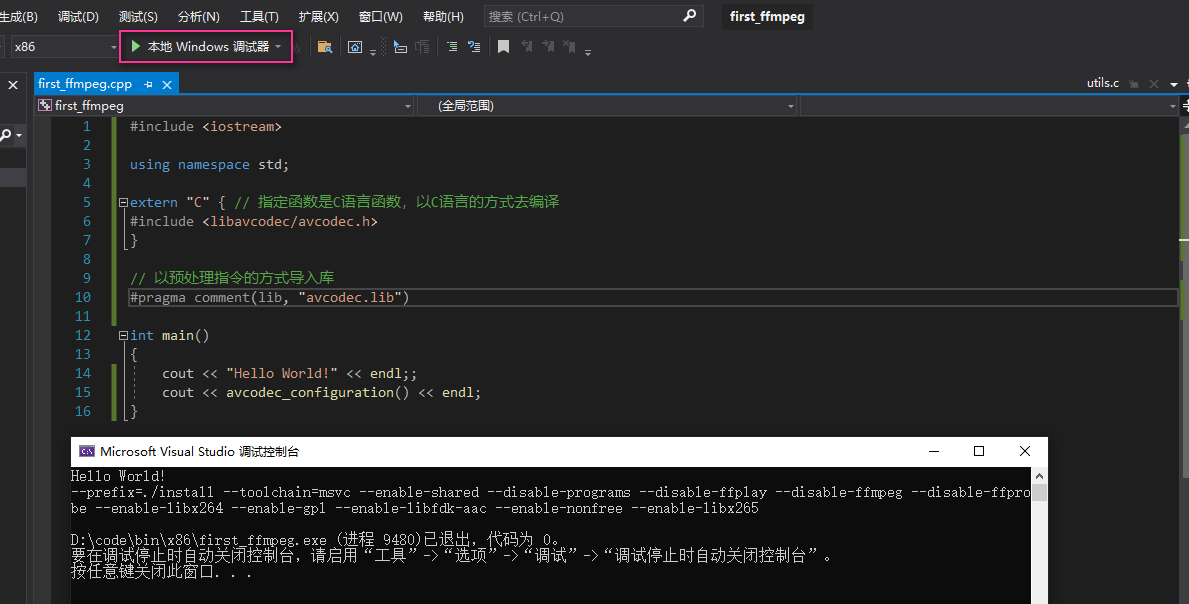 生成(B) 调试(D) 测试(S) 分析(N) 工具(T) 扩展(X) 窗口(W) 帮助(H) 搜索 (Ctrl+Q) first_ffmpeg
x86 本地 Windows 调试器
first_ffmpeg.cpp utils.c
first_ffmpeg (全局范围)
1 #include <iostream>
2
3 using namespace std;
4
5 extern "C" { // 指定函数是C语言函数，以C语言的方式去编译
6 #include <libavcodec/avcodec.h>
7 }
8
9 // 以预处理指令的方式导入库
10 #pragma comment(lib, "avcodec.lib")
11
12 int main()
13 {
14 cout << "Hello World!" << endl;;
15 cout << avcodec_configuration() << endl;
16 }
Microsoft Visual Studio 调试控制台
Hello World!
--prefix=./install --toolchain=msvc --enable-shared --disable-programs --disable-ffplay --disable-ffmpeg --disable-ffpro
be --enable-libx264 --enable-gpl --enable-libfdk-aac --enable-nonfree --enable-libx265
D:\code\bin\x86\first_ffmpeg.exe (进程 9480)已退出，代码为 0。
要在调试停止时自动关闭控制台，请启用“工具”->“选项”->“调试”->“调试停止时自动关闭控制台”。
按任意键关闭此窗口. . .